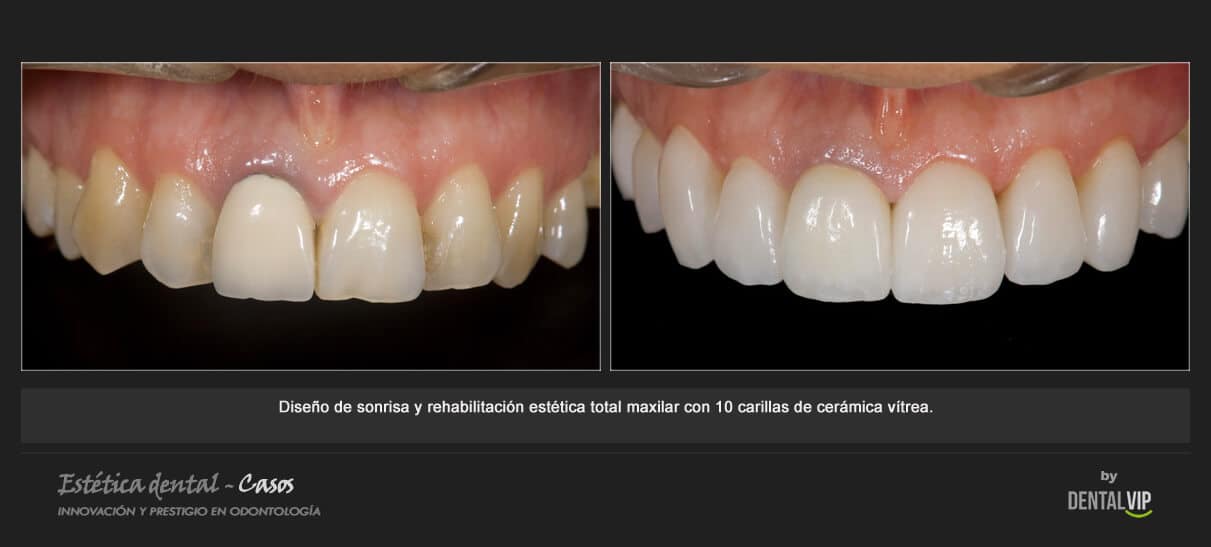 Diseño de sonrisa y rehabilitación estética total maxilar con 10 carillas de cerámica vítrea.
Estética dental ~ Casos
INNOVACIÓN Y PRESTIGIO EN ODONTOLOGÍA
by
DENTALVIP